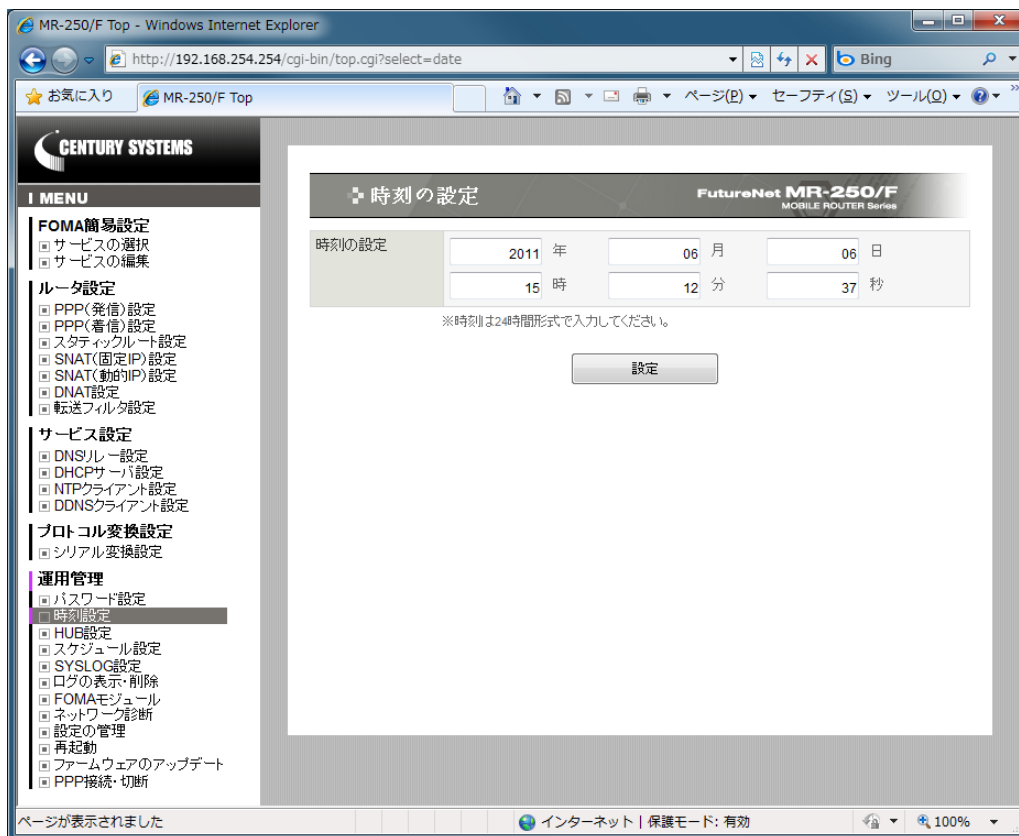 MR-250/F Top - Windows Internet Explorer
http://192.168.254.254/cgi-bin/top.cgi?select=date
Bing
お気に入り
MR-250/F Top
ページ(P)
セーフティ(S)
ツール(O)
CENTURY SYSTEMS
MENU
FOMA簡易設定
サービスの選択
サービスの編集
ルータ設定
PPP(発信)設定
PPP(着信)設定
スタティックルート設定
SNAT(固定IP)設定
SNAT(動的IP)設定
DNAT設定
転送フィルタ設定
サービス設定
DNSリレー設定
DHCPサーバ設定
NTPクライアント設定
DDNSクライアント設定
プロトコル変換設定
シリアル変換設定
運用管理
パスワード設定
時刻設定
HUB設定
スケジュール設定
SYSLOG設定
ログの表示・削除
FOMAモジュール
ネットワーク診断
設定の管理
再起動
ファームウェアのアップデート
PPP接続・切断
時刻の設定
FutureNet MR-250/F
MOBILE ROUTER Series
時刻の設定
2011 年 06 月 06 日
15 時 12 分 37 秒
※時刻は24時間形式で入力してください。
設定
ページが表示されました
インターネット | 保護モード: 有効
100%